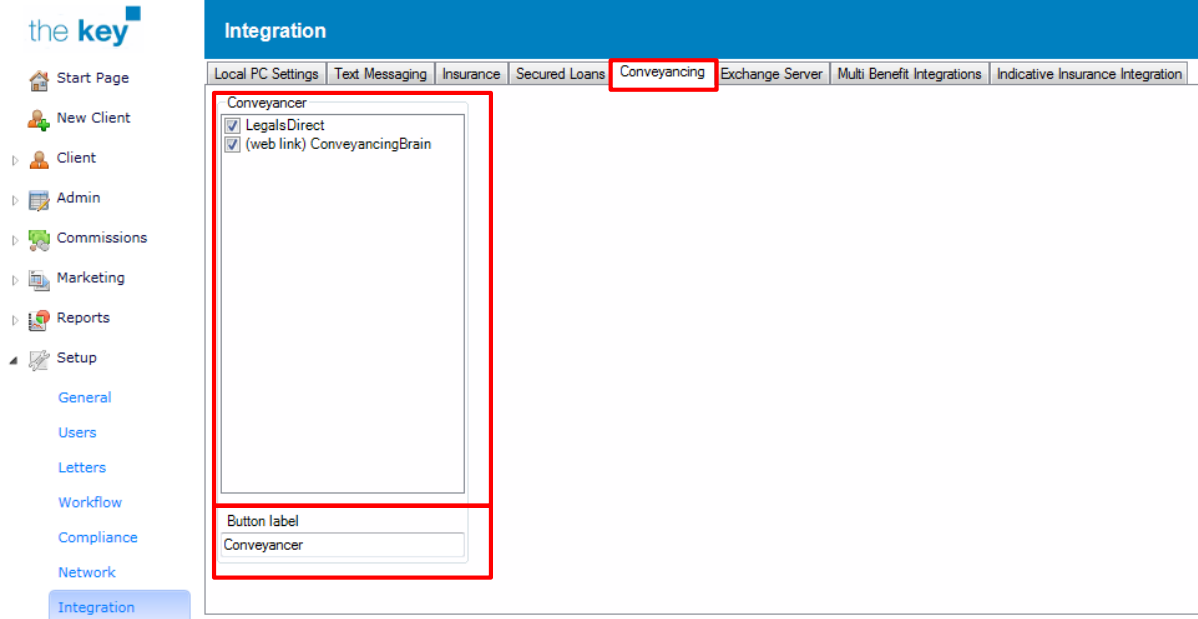 the key
Integration
Start Page
New Client
Client
Admin
Commissions
Marketing
Reports
Setup
General
Users
Letters
Workflow
Compliance
Network
Integration
Local PC Settings Text Messaging Insurance Secured Loans Conveyancing Exchange Server Multi Benefit Integrations Indicative Insurance Integration
Conveyancer
LegalsDirect
(web link) ConveyancingBrain
Button label
Conveyancer